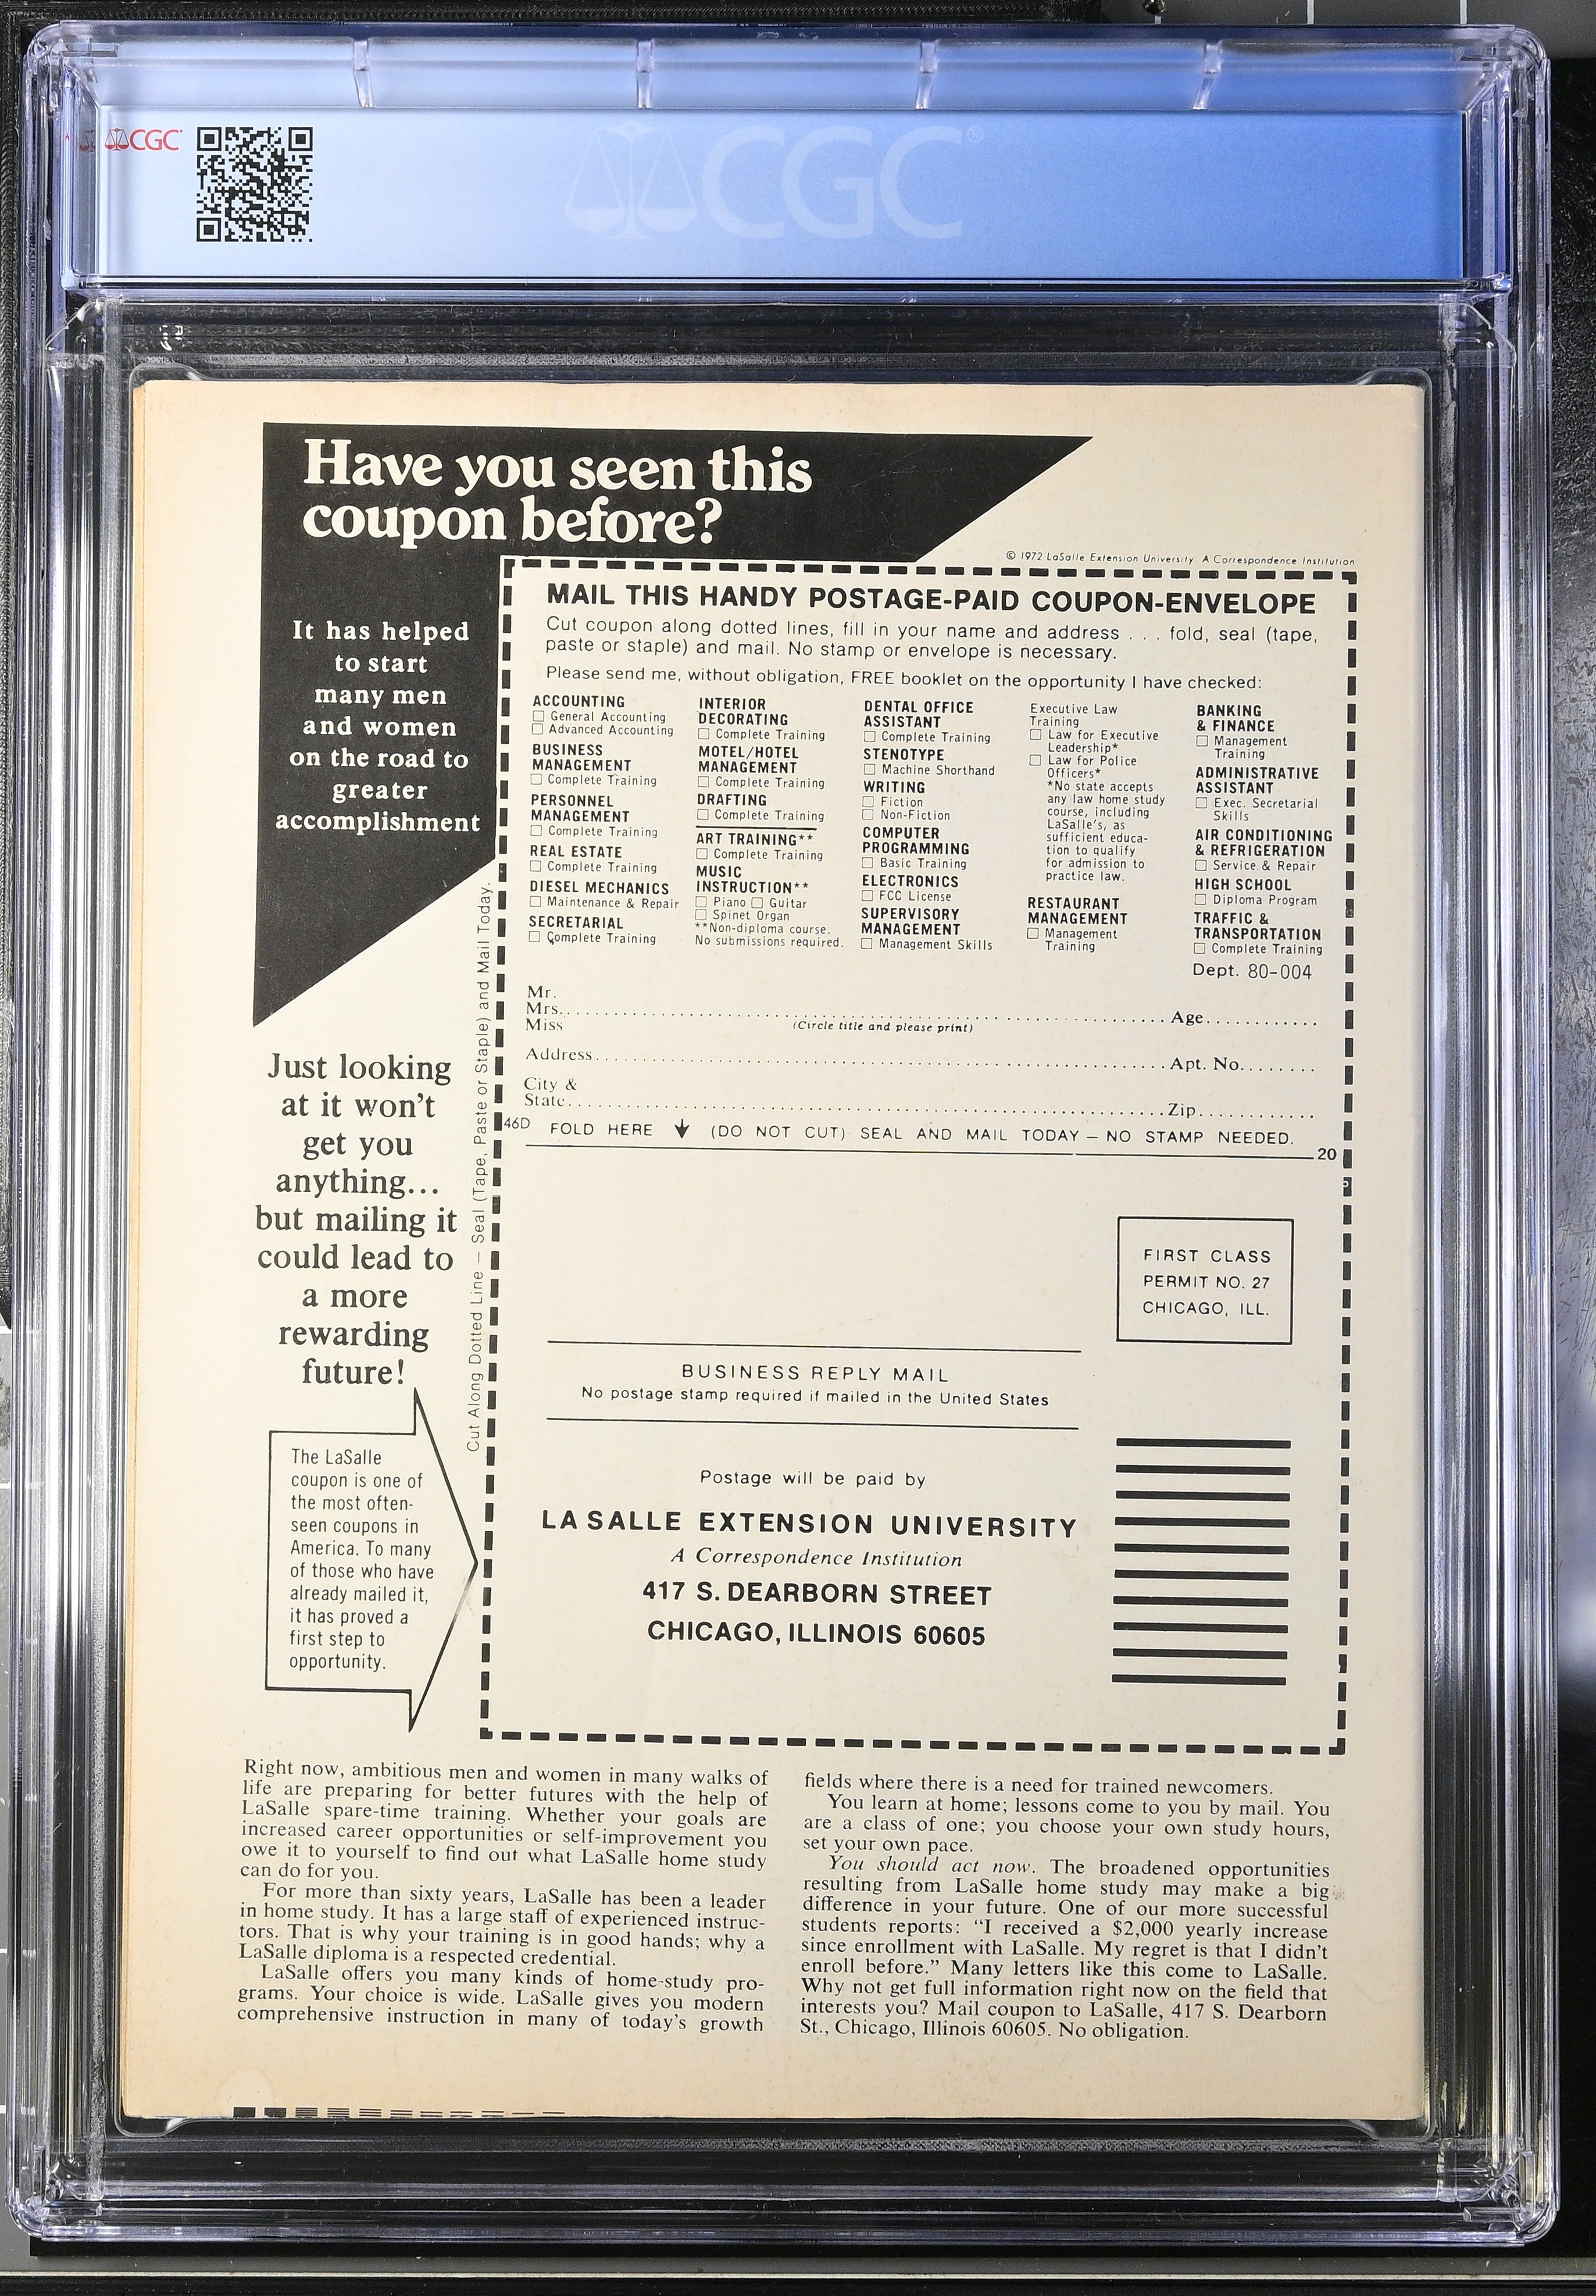 CGC
CGC®
Have you seen this
coupon before?
It has helped
to start
many men
and women
on the road to
greater
accomplishment
© 1972 LaSalle Extension University. A Correspondence Institution
MAIL THIS HANDY POSTAGE-PAID COUPON-ENVELOPE
Cut coupon along dotted lines, fill in your name and address . . . fold, seal (tape,
paste or staple) and mail. No stamp or envelope is necessary.
Please send me, without obligation, FREE booklet on the opportunity I have checked:
ACCOUNTING
☐ General Accounting
☐ Advanced Accounting
BUSINESS
MANAGEMENT
☐ Complete Training
PERSONNEL
MANAGEMENT
☐ Complete Training
REAL ESTATE
☐ Complete Training
DIESEL MECHANICS
☐ Maintenance & Repair
SECRETARIAL
☐ Complete Training
INTERIOR
DECORATING
☐ Complete Training
MOTEL/HOTEL
MANAGEMENT
☐ Complete Training
DRAFTING
☐ Complete Training
ART TRAINING**
☐ Complete Training
MUSIC
INSTRUCTION**
☐ Piano ☐ Guitar
☐ Spinet Organ
**Non-diploma course.
No submissions required.
DENTAL OFFICE
ASSISTANT
☐ Complete Training
STENOTYPE
☐ Machine Shorthand
WRITING
☐ Fiction
☐ Non-Fiction
COMPUTER
PROGRAMMING
☐ Basic Training
ELECTRONICS
☐ FCC License
SUPERVISORY
MANAGEMENT
☐ Management Skills
Executive Law
Training
☐ Law for Executive
Leadership*
☐ Law for Police
Officers*
*No state accepts
any law home study
course, including
LaSalle's, as
sufficient educa-
tion to qualify
for admission to
practice law.
RESTAURANT
MANAGEMENT
☐ Management
Training
BANKING
& FINANCE
☐ Management
Training
ADMINISTRATIVE
ASSISTANT
☐ Exec. Secretarial
Skills
AIR CONDITIONING
& REFRIGERATION
☐ Service & Repair
HIGH SCHOOL
☐ Diploma Program
TRAFFIC &
TRANSPORTATION
☐ Complete Training
Dept. 80-004
Mr.
Mrs. Age
Miss (Circle title and please print)
Address Apt. No.
City &
State Zip
46D FOLD HERE (DO NOT CUT) SEAL AND MAIL TODAY – NO STAMP NEEDED.
20
Cut Along Dotted Line – Seal (Tape, Paste or Staple) and Mail Today.
Just looking
at it won't
get you
anything...
but mailing it
could lead to
a more
rewarding
future!
FIRST CLASS
PERMIT NO. 27
CHICAGO, ILL.
BUSINESS REPLY MAIL
No postage stamp required if mailed in the United States
Postage will be paid by
LA SALLE EXTENSION UNIVERSITY
A Correspondence Institution
417 S. DEARBORN STREET
CHICAGO, ILLINOIS 60605
The LaSalle
coupon is one of
the most often-
seen coupons in
America. To many
of those who have
already mailed it,
it has proved a
first step to
opportunity.
Right now, ambitious men and women in many walks of
life are preparing for better futures with the help of
LaSalle spare-time training. Whether your goals are
increased career opportunities or self-improvement you
owe it to yourself to find out what LaSalle home study
can do for you.
For more than sixty years, LaSalle has been a leader
in home study. It has a large staff of experienced instruc-
tors. That is why your training is in good hands; why a
LaSalle diploma is a respected credential.
LaSalle offers you many kinds of home-study pro-
grams. Your choice is wide. LaSalle gives you modern
comprehensive instruction in many of today's growth
fields where there is a need for trained newcomers.
You learn at home; lessons come to you by mail. You
are a class of one; you choose your own study hours,
set your own pace.
You should act now. The broadened opportunities
resulting from LaSalle home study may make a big
difference in your future. One of our more successful
students reports: "I received a $2,000 yearly increase
since enrollment with LaSalle. My regret is that I didn't
enroll before." Many letters like this come to LaSalle.
Why not get full information right now on the field that
interests you? Mail coupon to LaSalle, 417 S. Dearborn
St., Chicago, Illinois 60605. No obligation.